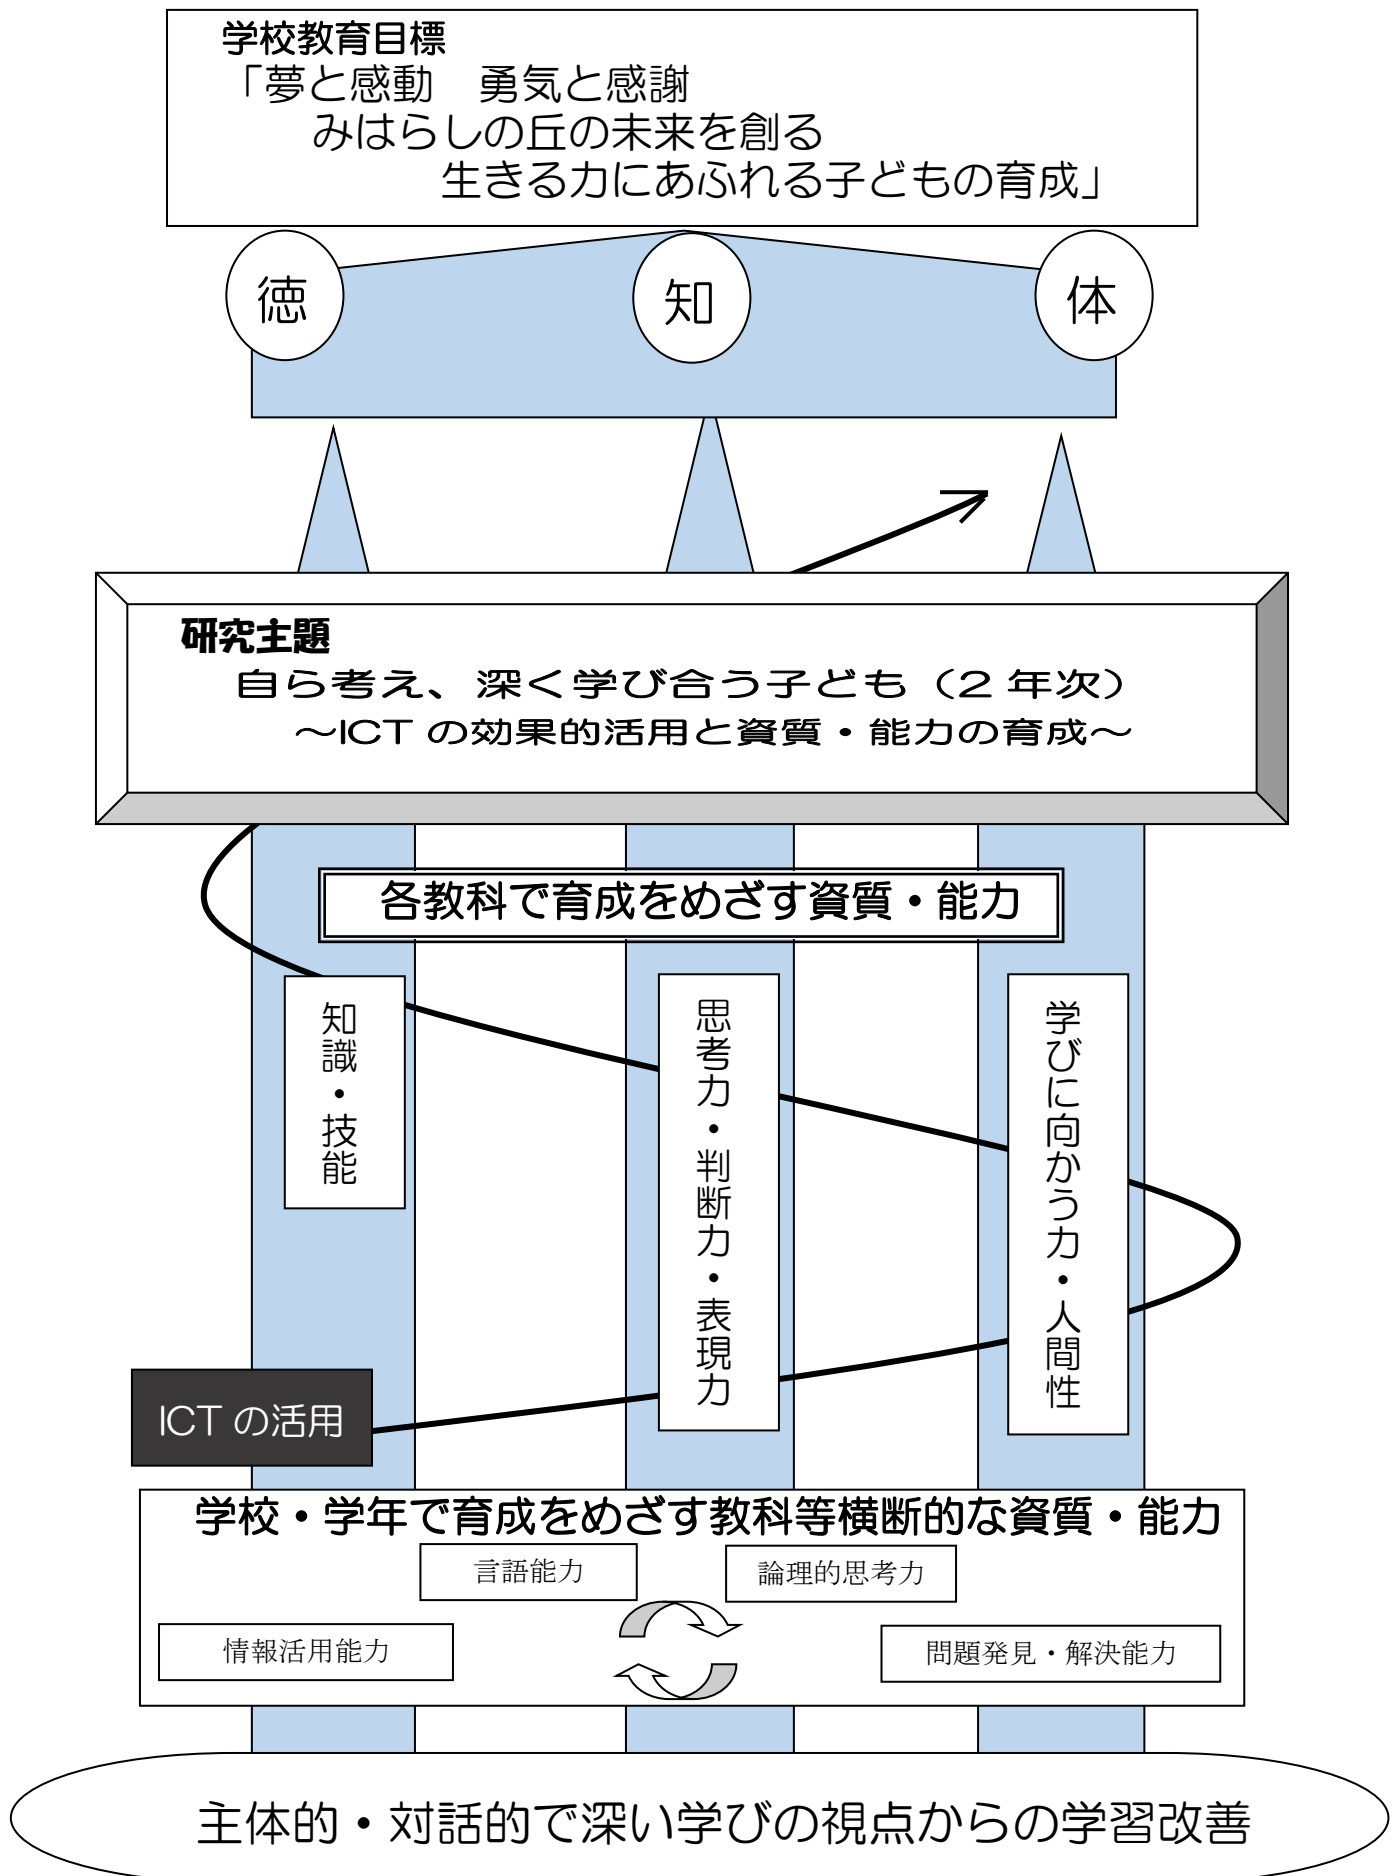 学校教育目標
「夢と感動　勇気と感謝
みはらしの丘の未来を創る
生きる力にあふれる子どもの育成」
徳
知
体
研究主題
自ら考え、深く学び合う子ども（2年次）
～ICTの効果的活用と資質・能力の育成～
各教科で育成をめざす資質・能力
知識・技能
思考力・判断力・表現力
学びに向かう力・人間性
ICTの活用
学校・学年で育成をめざす教科等横断的な資質・能力
言語能力
論理的思考力
情報活用能力
問題発見・解決能力
主体的・対話的で深い学びの視点からの学習改善